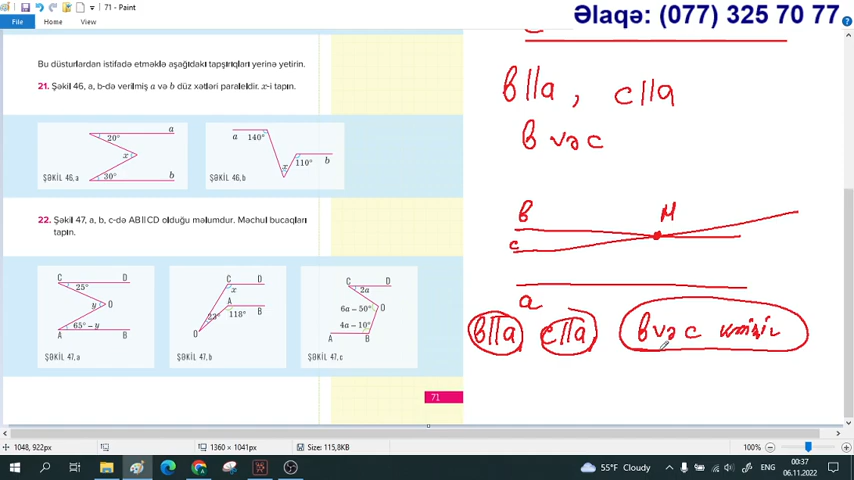 71 - Paint
Əlaqə: (077) 325 70 77
File Home View
Bu düsturlardan istifadə etməklə aşağıdakı tapşırıqları yerinə yetirin.
21. Şəkil 46, a, b-də verilmiş a və b düz xətləri paraleldir. x-i tapın.
20° a
x
30° b
ŞƏKİL 46,a
a 140°
x 110° b
ŞƏKİL 46,b
22. Şəkil 47, a, b, c-də AB||CD olduğu məlumdur. Məchul bucaqları
tapın.
C D
25°
y O
65° – y
A B
ŞƏKİL 47,a
C D
x
A
23° 118° B
O
ŞƏKİL 47,b
C D
2a
6a – 50° O
4a – 10°
A B
ŞƏKİL 47,c
71
b||a, c||a
b və c
b M
c
a
b||a c||a b və c
1048, 922px
1360 × 1041px
Size: 115,8KB
100%
55°F Cloudy
ENG
00:37
06.11.2022